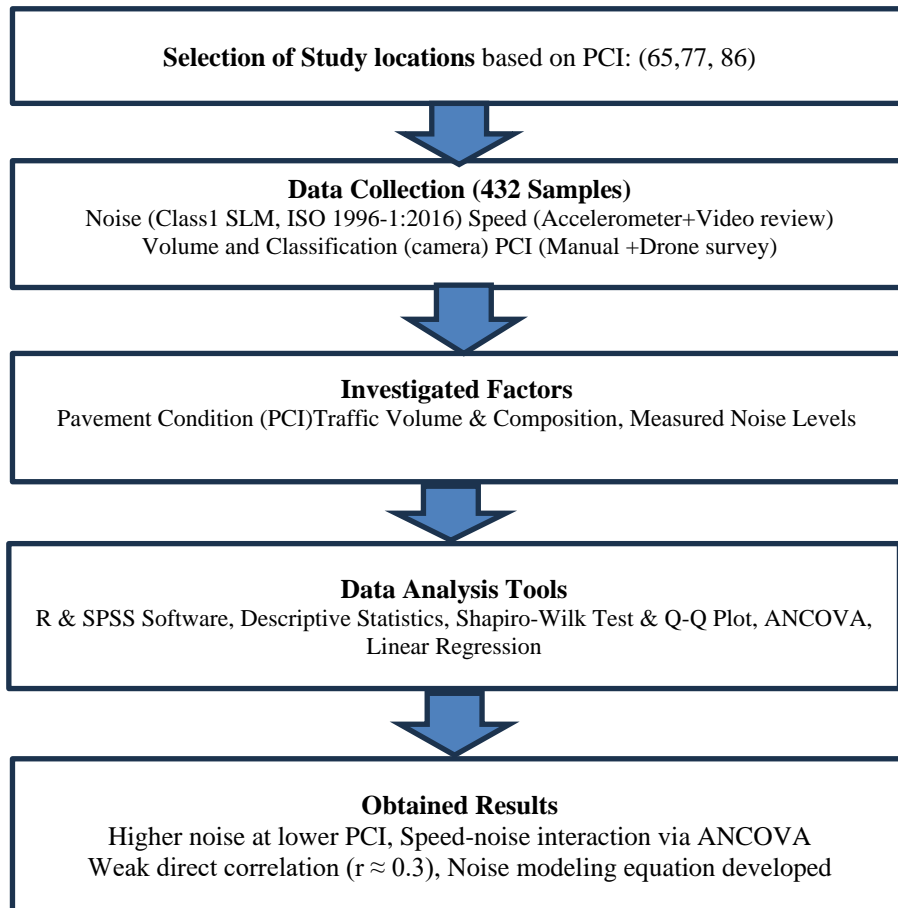 Selection of Study locations based on PCI: (65,77, 86)
Data Collection (432 Samples)
Noise (Class1 SLM, ISO 1996-1:2016) Speed (Accelerometer+Video review)
Volume and Classification (camera) PCI (Manual +Drone survey)
Investigated Factors
Pavement Condition (PCI)Traffic Volume & Composition, Measured Noise Levels
Data Analysis Tools
R & SPSS Software, Descriptive Statistics, Shapiro-Wilk Test & Q-Q Plot, ANCOVA,
Linear Regression
Obtained Results
Higher noise at lower PCI, Speed-noise interaction via ANCOVA
Weak direct correlation (r ≈ 0.3), Noise modeling equation developed